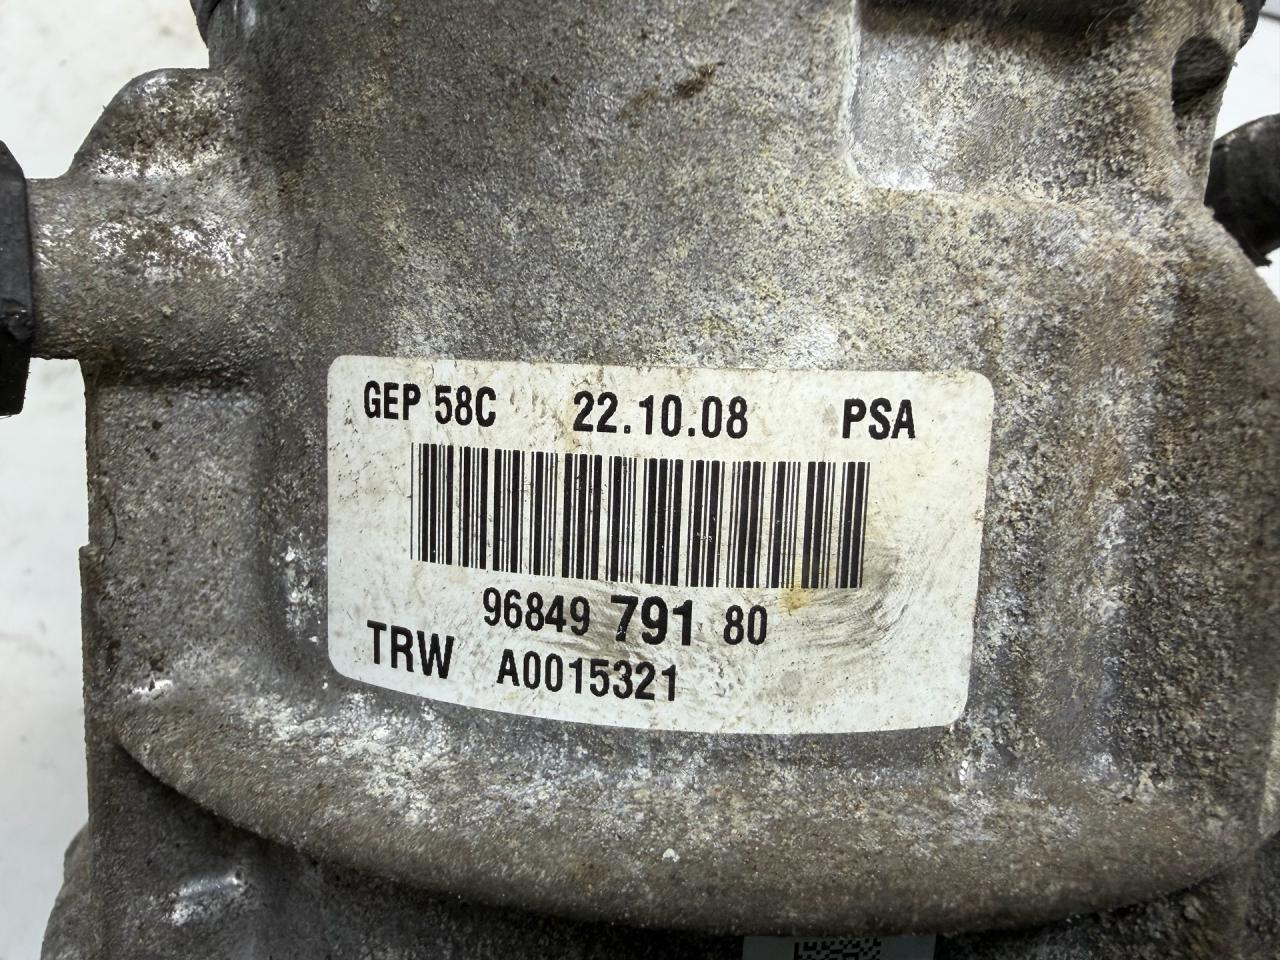 GEP 58C 22.10.08 PSA
96849 791 80
TRW A0015321